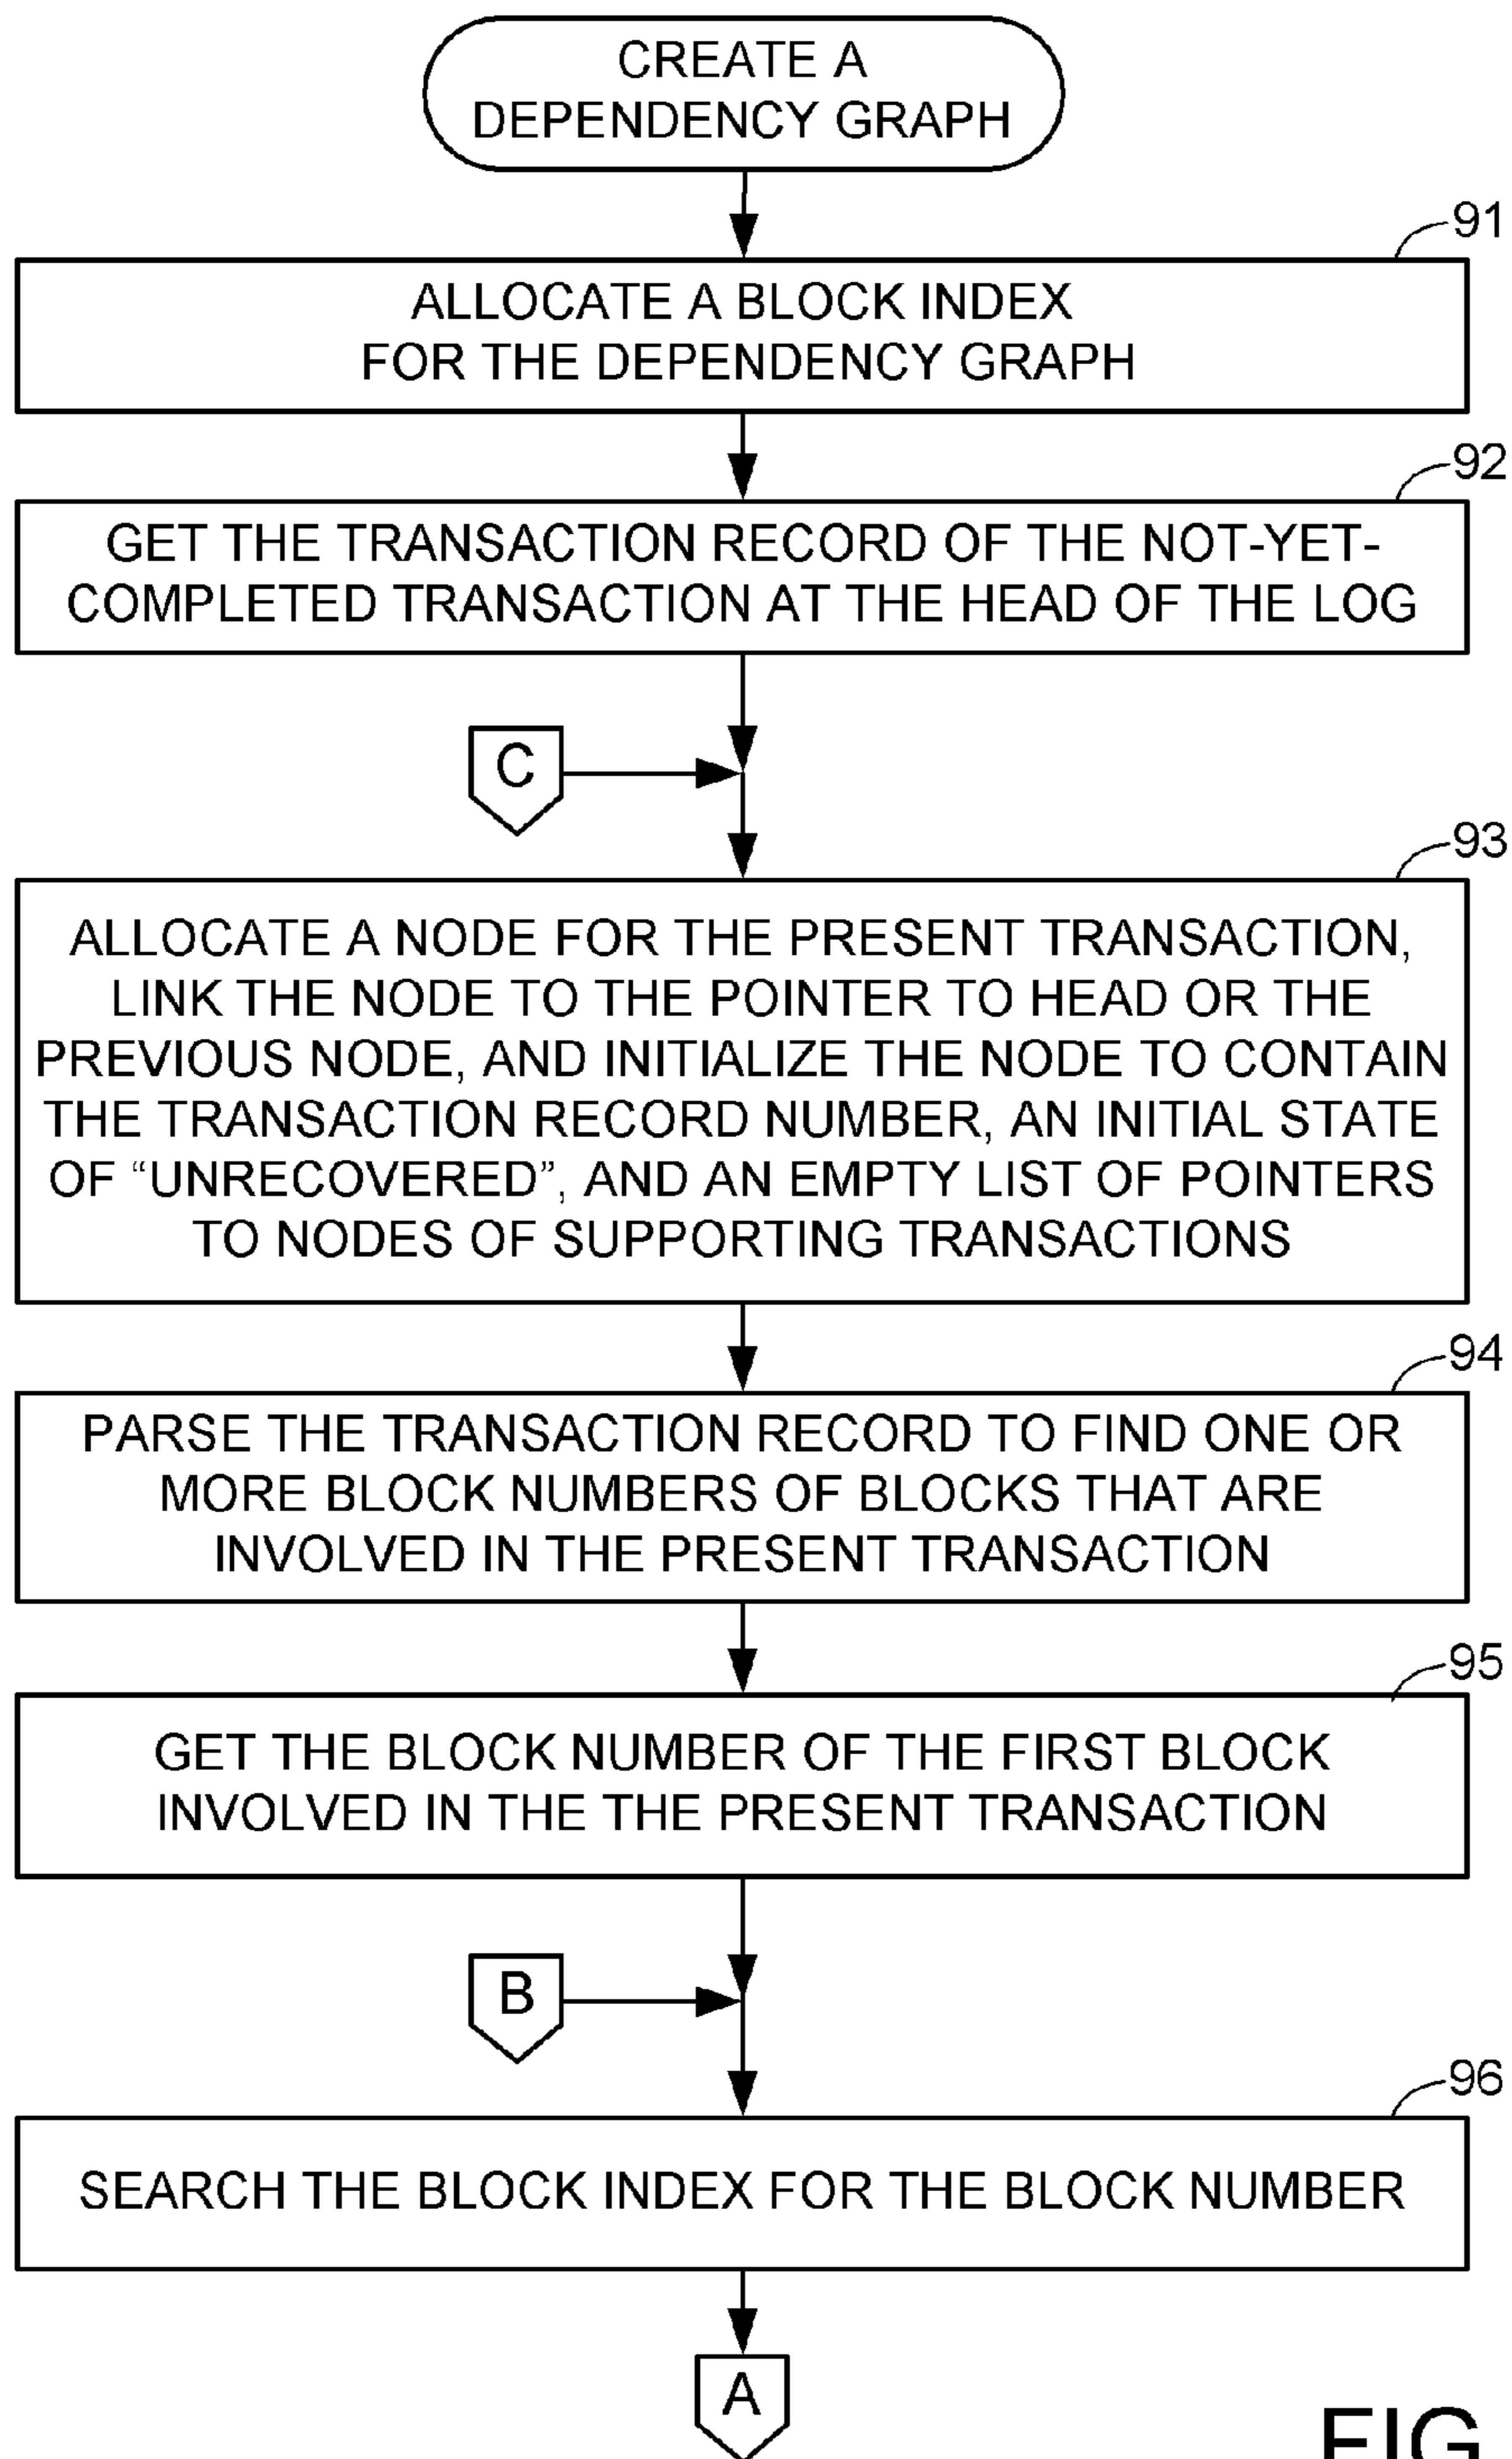 CREATE A
DEPENDENCY GRAPH
91
ALLOCATE A BLOCK INDEX
FOR THE DEPENDENCY GRAPH
92
GET THE TRANSACTION RECORD OF THE NOT-YET-
COMPLETED TRANSACTION AT THE HEAD OF THE LOG
C
93
ALLOCATE A NODE FOR THE PRESENT TRANSACTION,
LINK THE NODE TO THE POINTER TO HEAD OR THE
PREVIOUS NODE, AND INITIALIZE THE NODE TO CONTAIN
THE TRANSACTION RECORD NUMBER, AN INITIAL STATE
OF “UNRECOVERED”, AND AN EMPTY LIST OF POINTERS
TO NODES OF SUPPORTING TRANSACTIONS
94
PARSE THE TRANSACTION RECORD TO FIND ONE OR
MORE BLOCK NUMBERS OF BLOCKS THAT ARE
INVOLVED IN THE PRESENT TRANSACTION
95
GET THE BLOCK NUMBER OF THE FIRST BLOCK
INVOLVED IN THE THE PRESENT TRANSACTION
B
96
SEARCH THE BLOCK INDEX FOR THE BLOCK NUMBER
A
FIG